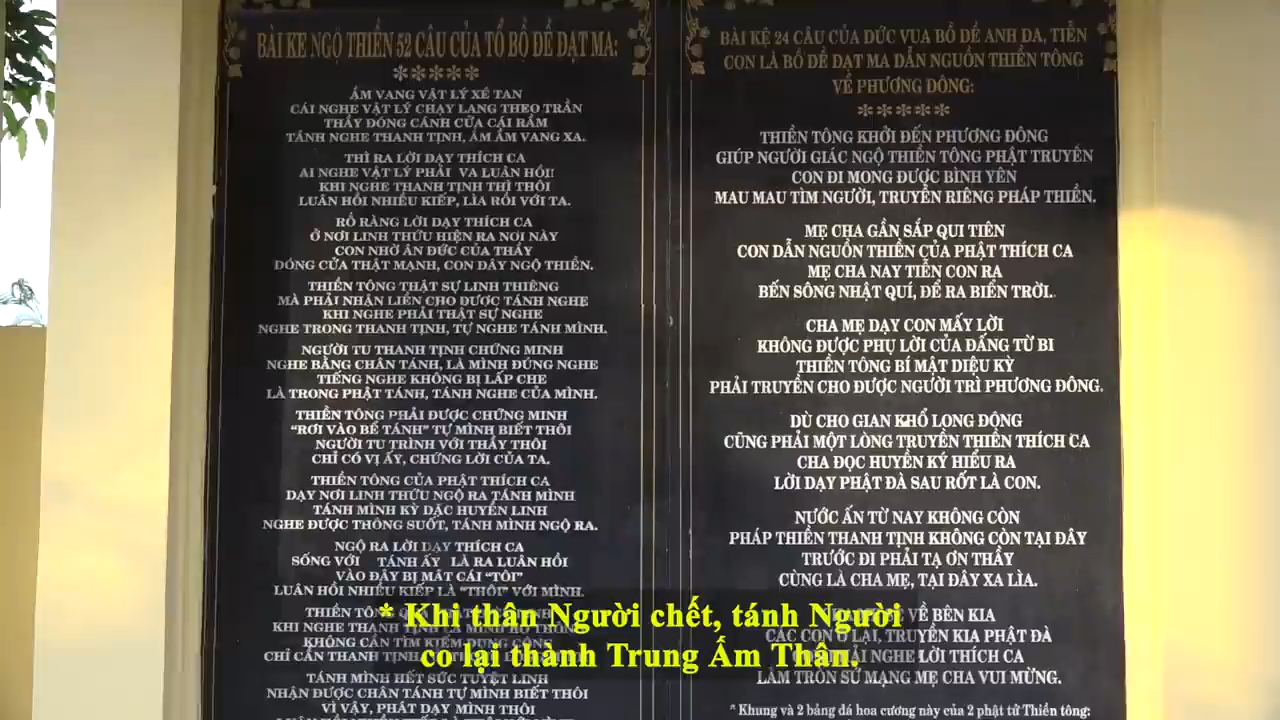 BÀI KỆ NGỘ THIỀN 52 CÂU CỦA TỔ BỒ ĐỀ ĐẠT MA:
*****
ẦM VANG VẬT LÝ XÉ TAN
CÁI NGHE VẬT LÝ CHẠY LANG THEO TRẦN
THẦY ĐÓNG CÁNH CỬA CÁI RẦM
TÁNH NGHE THANH TỊNH, ÂM ẦM VANG XA.
THÌ RA LỜI DẠY THÍCH CA
AI NGHE VẬT LÝ PHẢI VA LUÂN HỒI!
KHI NGHE THANH TỊNH THÌ THÔI
LUÂN HỒI NHIỀU KIẾP, LÌA RỒI VỚI TA.
RÕ RÀNG LỜI DẠY THÍCH CA
Ở NƠI LINH THỨU HIỆN RA NƠI NÀY
CON NHỜ ÂN ĐỨC CỦA THẦY
ĐÓNG CỬA THẬT MẠNH, CON ĐÂY NGỘ THIỀN.
THIỀN TÔNG THẬT SỰ LINH THIÊNG
MÀ PHẢI NHẬN LIỀN CHO ĐƯỢC TÁNH NGHE
KHI NGHE PHẢI THẬT SỰ NGHE
NGHE TRONG THANH TỊNH, TỰ NGHE TÁNH MÌNH.
NGƯỜI TU THANH TỊNH CHỨNG MINH
NGHE BẰNG CHÂN TÁNH, LÀ MÌNH ĐÚNG NGHE
TIẾNG NGHE KHÔNG BỊ LẤP CHE
LÀ TRONG PHẬT TÁNH, TÁNH NGHE CỦA MÌNH.
THIỀN TÔNG PHẢI ĐƯỢC CHỨNG MINH
“RƠI VÀO BỂ TÁNH” TỰ MÌNH BIẾT THÔI
NGƯỜI TU TRÌNH VỚI THẦY THÔI
CHỈ CÓ VỊ ẤY, CHỨNG LỜI CỦA TA.
THIỀN TÔNG CỦA PHẬT THÍCH CA
DẠY NƠI LINH THỨU NGỘ RA TÁNH MÌNH
TÁNH MÌNH KỲ ĐẶC HUYỀN LINH
NGHE ĐƯỢC THÔNG SUỐT, TÁNH MÌNH NGỘ RA.
NGỘ RA LỜI DẠY THÍCH CA
SỐNG VỚI TÁNH ẤY LÀ RA LUÂN HỒI
VÀO ĐÂY BỊ MẤT CÁI “TÔI”
LUÂN HỒI NHIỀU KIẾP LÀ “THÔI” VỚI MÌNH.
THIỀN TÔNG
KHI NGHE THANH TỊNH LÀ MÌNH
KHÔNG CẦN TÌM KIẾM DỤNG CÔNG
CHỈ CẦN THANH TỊNH,
TÁNH MÌNH HẾT SỨC TUYỆT LINH
NHẬN ĐƯỢC CHÂN TÁNH TỰ MÌNH BIẾT THÔI
VÌ VẬY, PHẬT DẠY MÌNH THÔI
BÀI KỆ 24 CÂU CỦA ĐỨC VUA BỒ ĐỀ ANH ĐA, TIỄN
CON LÀ BỒ ĐỀ ĐẠT MA DẪN NGUỒN THIỀN TÔNG
VỀ PHƯƠNG ĐÔNG:
*****
THIỀN TÔNG KHỞI ĐẾN PHƯƠNG ĐÔNG
GIÚP NGƯỜI GIÁC NGỘ THIỀN TÔNG PHẬT TRUYỀN
CON ĐI MONG ĐƯỢC BÌNH YÊN
MAU MAU TÌM NGƯỜI, TRUYỀN RIÊNG PHÁP THIỀN.
MẸ CHA GẦN SẮP QUI TIÊN
CON DẪN NGUỒN THIỀN CỦA PHẬT THÍCH CA
MẸ CHA NAY TIỄN CON RA
BẾN SÔNG NHẬT QUÍ, ĐỂ RA BIỂN TRỜI.
CHA MẸ DẠY CON MẤY LỜI
KHÔNG ĐƯỢC PHỤ LỜI CỦA ĐẤNG TỪ BI
THIỀN TÔNG BÍ MẬT DIỆU KỲ
PHẢI TRUYỀN CHO ĐƯỢC NGƯỜI TRÌ PHƯƠNG ĐÔNG.
DÙ CHO GIAN KHỔ LONG ĐONG
CŨNG PHẢI MỘT LÒNG TRUYỀN THIỀN THÍCH CA
CHA ĐỌC HUYỀN KÝ HIỂU RA
LỜI DẠY PHẬT ĐÀ SAU RỐT LÀ CON.
NƯỚC ẤN TỪ NAY KHÔNG CÒN
PHÁP THIỀN THANH TỊNH KHÔNG CÒN TẠI ĐÂY
TRƯỚC ĐI PHẢI TẠ ƠN THẦY
CÙNG LÀ CHA MẸ, TẠI ĐÂY XA LÌA.
VỀ BÊN KIA
CÁC CON Ở LẠI, TRUYỀN KIA PHẬT ĐÀ
PHẢI NGHE LỜI THÍCH CA
LÀM TRÒN SỨ MẠNG MẸ CHA VUI MỪNG.
* Khung và 2 bảng đá hoa cương này của 2 phật tử Thiền tông:
* Khi thân Người chết, tánh Người
co lại thành Trung Ấm Thân.